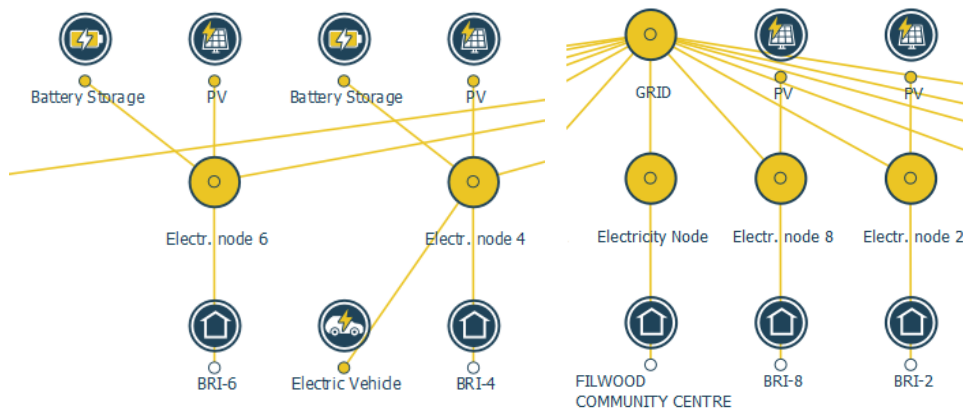 Battery Storage
PV
Battery Storage
PV
GRID
PV
PV
Electr. node 6
Electr. node 4
Electricity Node
Electr. node 8
Electr. node 2
BRI-6
Electric Vehicle
BRI-4
FILWOOD
COMMUNITY CENTRE
BRI-8
BRI-2